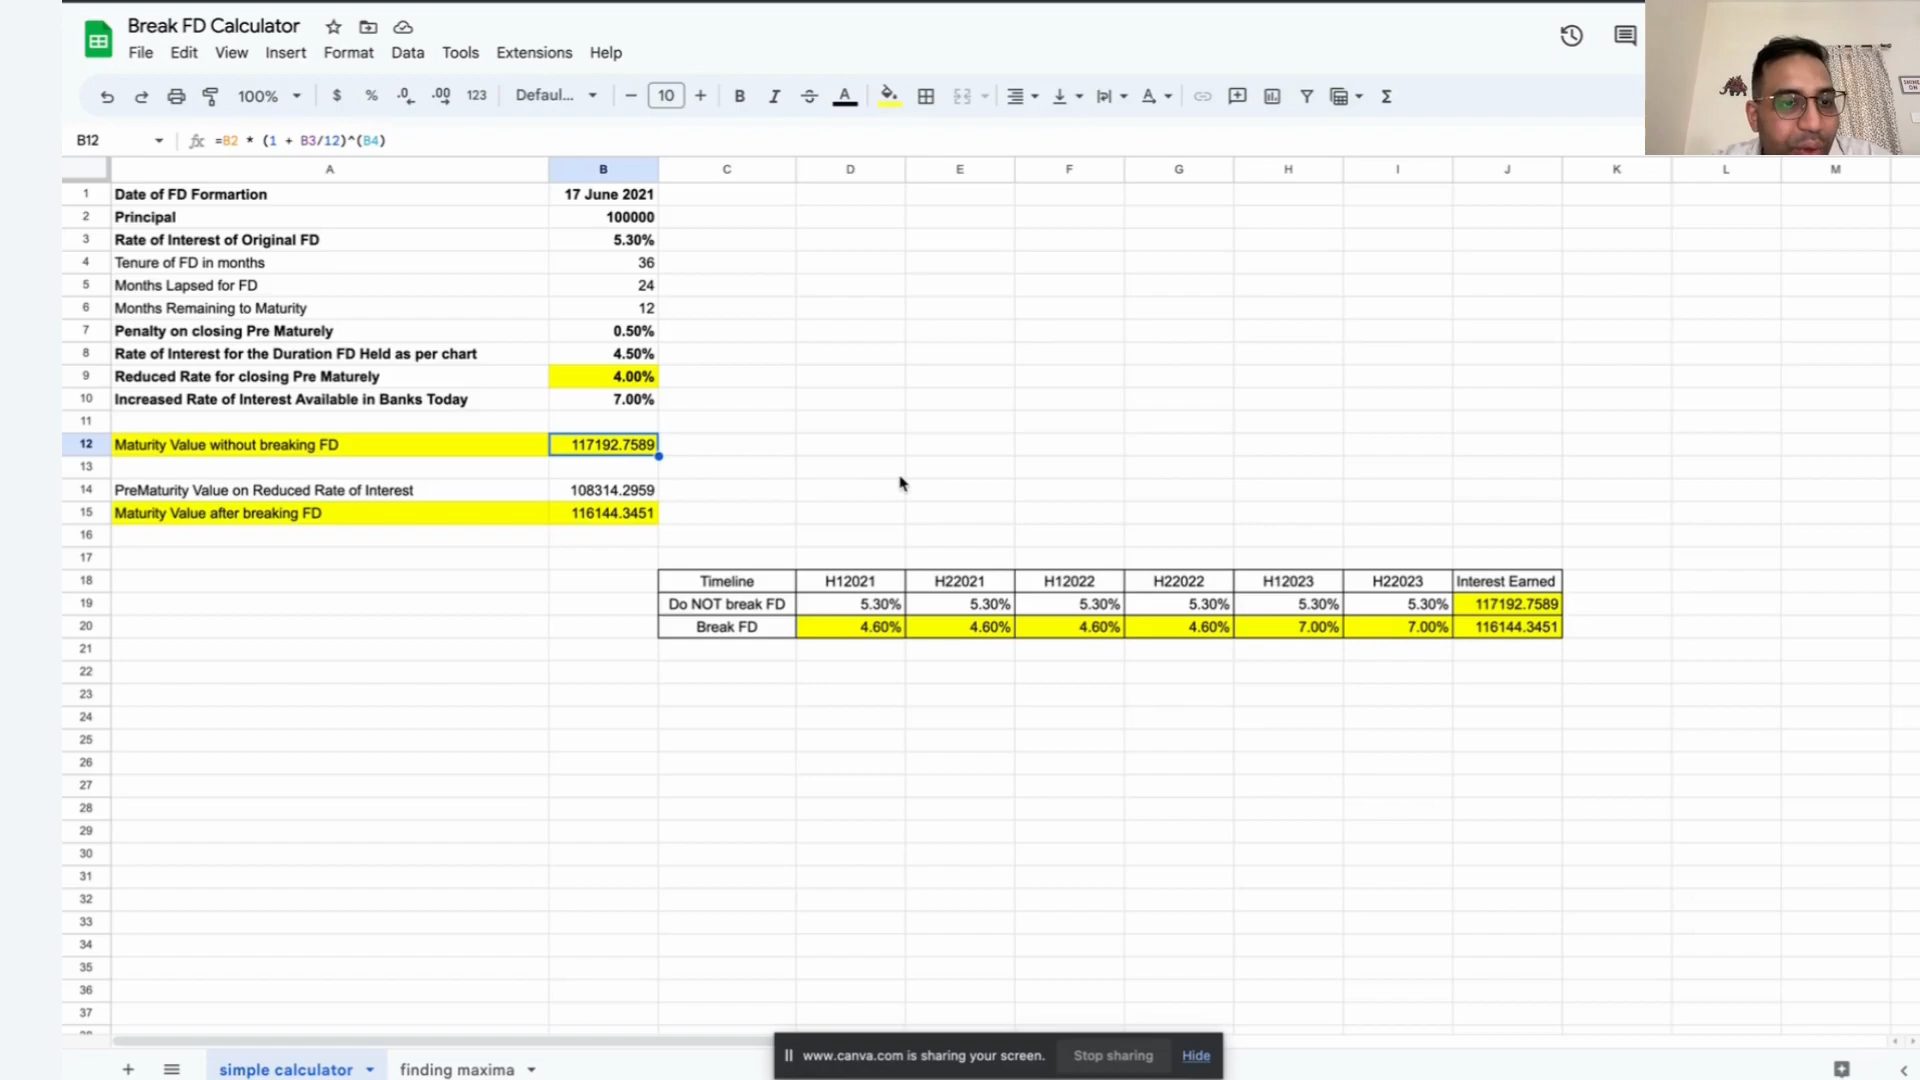 Break FD Calculator
File Edit View Insert Format Data Tools Extensions Help
100% $ % .0 .00 123 Defaul... − 10 + B I A Σ
B12 fx =B2 * (1 + B3/12)^(B4)
A B C D E F G H I J K L M
1 Date of FD Formartion 17 June 2021
2 Principal 100000
3 Rate of Interest of Original FD 5.30%
4 Tenure of FD in months 36
5 Months Lapsed for FD 24
6 Months Remaining to Maturity 12
7 Penalty on closing Pre Maturely 0.50%
8 Rate of Interest for the Duration FD Held as per chart 4.50%
9 Reduced Rate for closing Pre Maturely 4.00%
10 Increased Rate of Interest Available in Banks Today 7.00%
11
12 Maturity Value without breaking FD 117192.7589
13
14 PreMaturity Value on Reduced Rate of Interest 108314.2959
15 Maturity Value after breaking FD 116144.3451
16
17
18 Timeline H12021 H22021 H12022 H22022 H12023 H22023 Interest Earned
19 Do NOT break FD 5.30% 5.30% 5.30% 5.30% 5.30% 5.30% 117192.7589
20 Break FD 4.60% 4.60% 4.60% 4.60% 7.00% 7.00% 116144.3451
21
22
23
24
25
26
27
28
29
30
31
32
33
34
35
36
37
www.canva.com is sharing your screen. Stop sharing Hide
simple calculator finding maxima